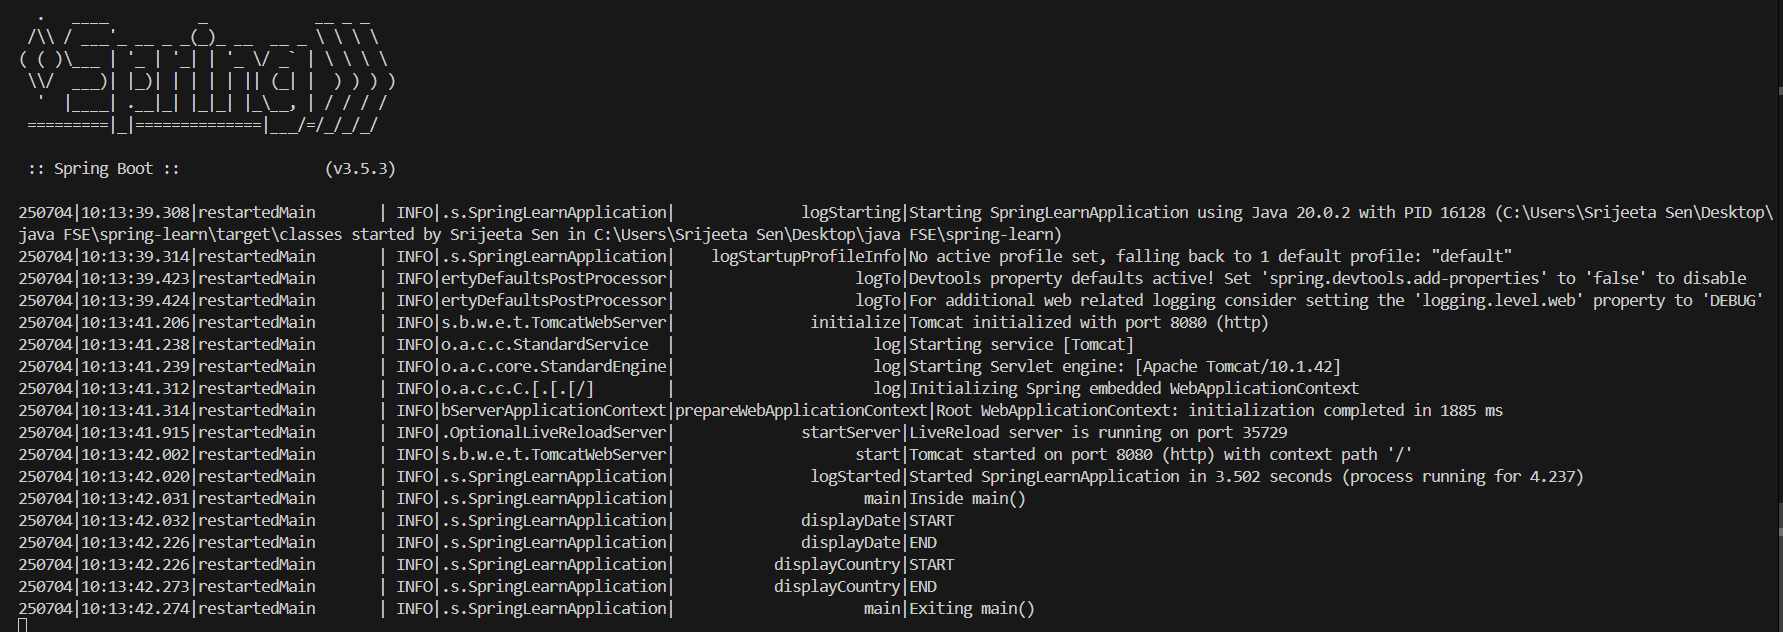 .   ____          _            __ _ _
 /\\ / ___'_ __ _ _(_)_ __  __ _ \ \ \ \
( ( )\___ | '_ | '_| | '_ \/ _` | \ \ \ \
 \\/  ___)| |_)| | | | | || (_| |  ) ) ) )
  '  |____| .__|_| |_|_| |_\__, | / / / /
 =========|_|==============|___/=/_/_/_/

 :: Spring Boot ::                (v3.5.3)

250704|10:13:39.308|restartedMain       | INFO|.s.SpringLearnApplication|              logStarting|Starting SpringLearnApplication using Java 20.0.2 with PID 16128 (C:\Users\Srijeeta Sen\Desktop\
java FSE\spring-learn\target\classes started by Srijeeta Sen in C:\Users\Srijeeta Sen\Desktop\java FSE\spring-learn)
250704|10:13:39.314|restartedMain       | INFO|.s.SpringLearnApplication|    logStartupProfileInfo|No active profile set, falling back to 1 default profile: "default"
250704|10:13:39.423|restartedMain       | INFO|ertyDefaultsPostProcessor|                    logTo|Devtools property defaults active! Set 'spring.devtools.add-properties' to 'false' to disable
250704|10:13:39.424|restartedMain       | INFO|ertyDefaultsPostProcessor|                    logTo|For additional web related logging consider setting the 'logging.level.web' property to 'DEBUG'
250704|10:13:41.206|restartedMain       | INFO|s.b.w.e.t.TomcatWebServer|               initialize|Tomcat initialized with port 8080 (http)
250704|10:13:41.238|restartedMain       | INFO|o.a.c.c.StandardService  |                      log|Starting service [Tomcat]
250704|10:13:41.239|restartedMain       | INFO|o.a.c.core.StandardEngine|                      log|Starting Servlet engine: [Apache Tomcat/10.1.42]
250704|10:13:41.312|restartedMain       | INFO|o.a.c.c.C.[.[.[/]        |                      log|Initializing Spring embedded WebApplicationContext
250704|10:13:41.314|restartedMain       | INFO|bServerApplicationContext|prepareWebApplicationContext|Root WebApplicationContext: initialization completed in 1885 ms
250704|10:13:41.915|restartedMain       | INFO|.OptionalLiveReloadServer|              startServer|LiveReload server is running on port 35729
250704|10:13:42.002|restartedMain       | INFO|s.b.w.e.t.TomcatWebServer|                    start|Tomcat started on port 8080 (http) with context path '/'
250704|10:13:42.020|restartedMain       | INFO|.s.SpringLearnApplication|               logStarted|Started SpringLearnApplication in 3.502 seconds (process running for 4.237)
250704|10:13:42.031|restartedMain       | INFO|.s.SpringLearnApplication|                     main|Inside main()
250704|10:13:42.032|restartedMain       | INFO|.s.SpringLearnApplication|              displayDate|START
250704|10:13:42.226|restartedMain       | INFO|.s.SpringLearnApplication|              displayDate|END
250704|10:13:42.226|restartedMain       | INFO|.s.SpringLearnApplication|           displayCountry|START
250704|10:13:42.273|restartedMain       | INFO|.s.SpringLearnApplication|           displayCountry|END
250704|10:13:42.274|restartedMain       | INFO|.s.SpringLearnApplication|                     main|Exiting main()